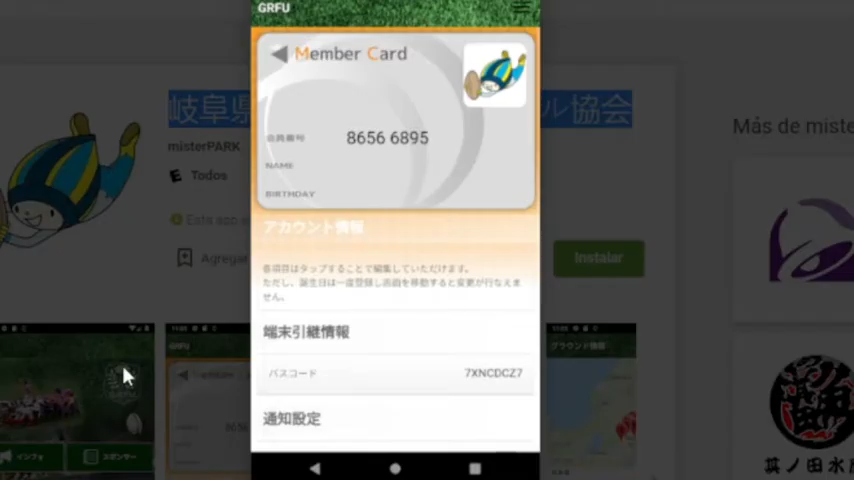 GRFU
Member Card
会員番号 8656 6895
NAME
BIRTHDAY
アカウント情報
各項目はタップすることで編集していただけます。
ただし、誕生日は一度登録し画面を移動すると変更が行なえま
せん。
端末引継情報
パスコード 7XNCDCZ7
通知設定
岐阜県
ル協会
misterPARK
E Todos
Esta
Agregar
Instalar
Más de miste
インフォ
スポンサー
GRFU
8656
グラウンド情報